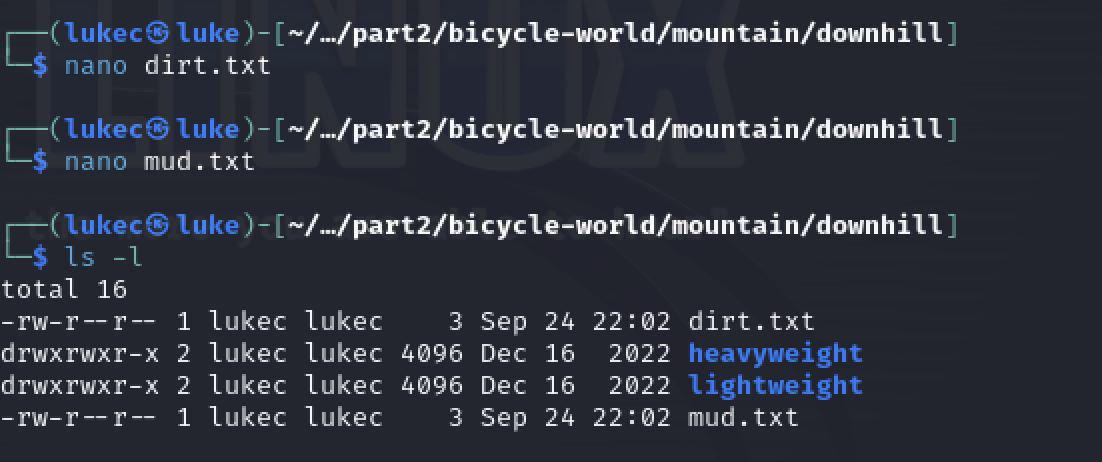 ┌──(lukec㉿luke)-[~/…/part2/bicycle-world/mountain/downhill]
└─$ nano dirt.txt
┌──(lukec㉿luke)-[~/…/part2/bicycle-world/mountain/downhill]
└─$ nano mud.txt
┌──(lukec㉿luke)-[~/…/part2/bicycle-world/mountain/downhill]
└─$ ls -l
total 16
-rw-r--r-- 1 lukec lukec    3 Sep 24 22:02 dirt.txt
drwxrwxr-x 2 lukec lukec 4096 Dec 16  2022 heavyweight
drwxrwxr-x 2 lukec lukec 4096 Dec 16  2022 lightweight
-rw-r--r-- 1 lukec lukec    3 Sep 24 22:02 mud.txt